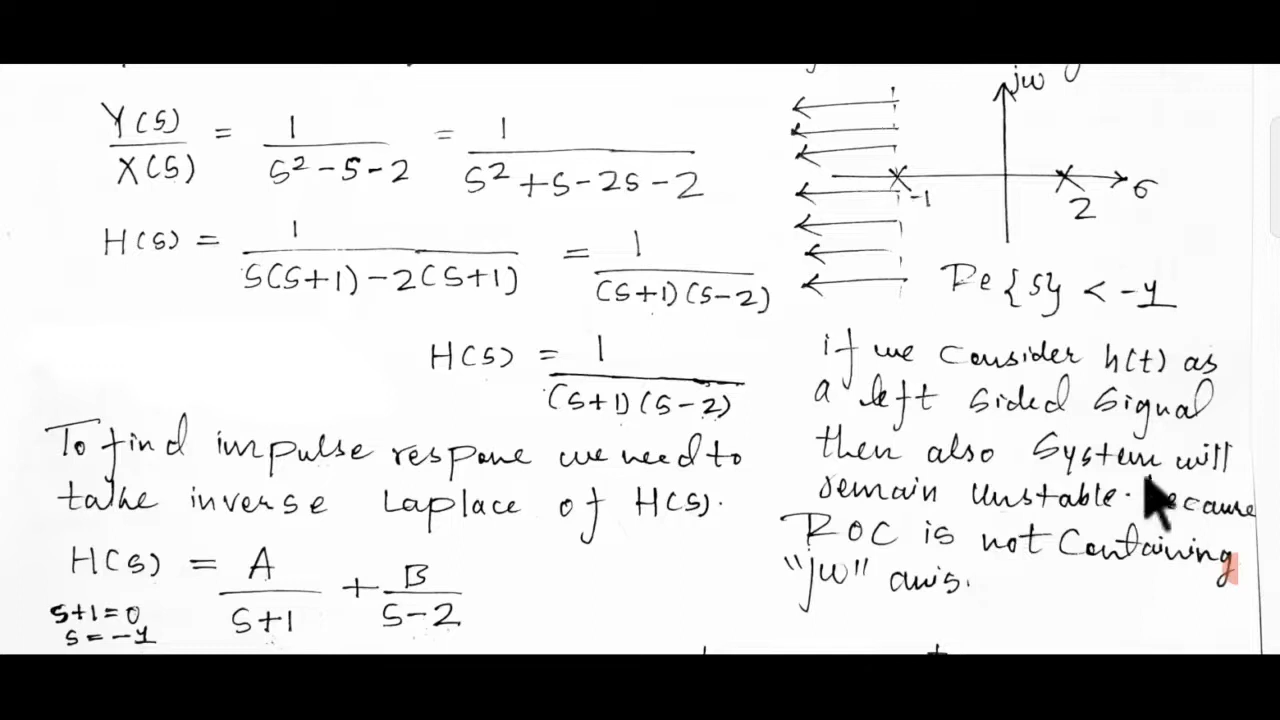 Y(S)/X(S) = 1/(S²-S-2) = 1/(S²+S-2S-2)
H(S) = 1/(S(S+1)-2(S+1)) = 1/((S+1)(S-2))
H(S) = 1/((S+1)(S-2))
To find impulse respone we need to
take inverse Laplace of H(S).
H(S) = A/(S+1) + B/(S-2)
S+1=0
S=-1
jω
σ
-1
2
Re{S} < -1
if we consider h(t) as
a left sided signal
then also System will
remain unstable. because
ROC is not Containing
"jω" axis.